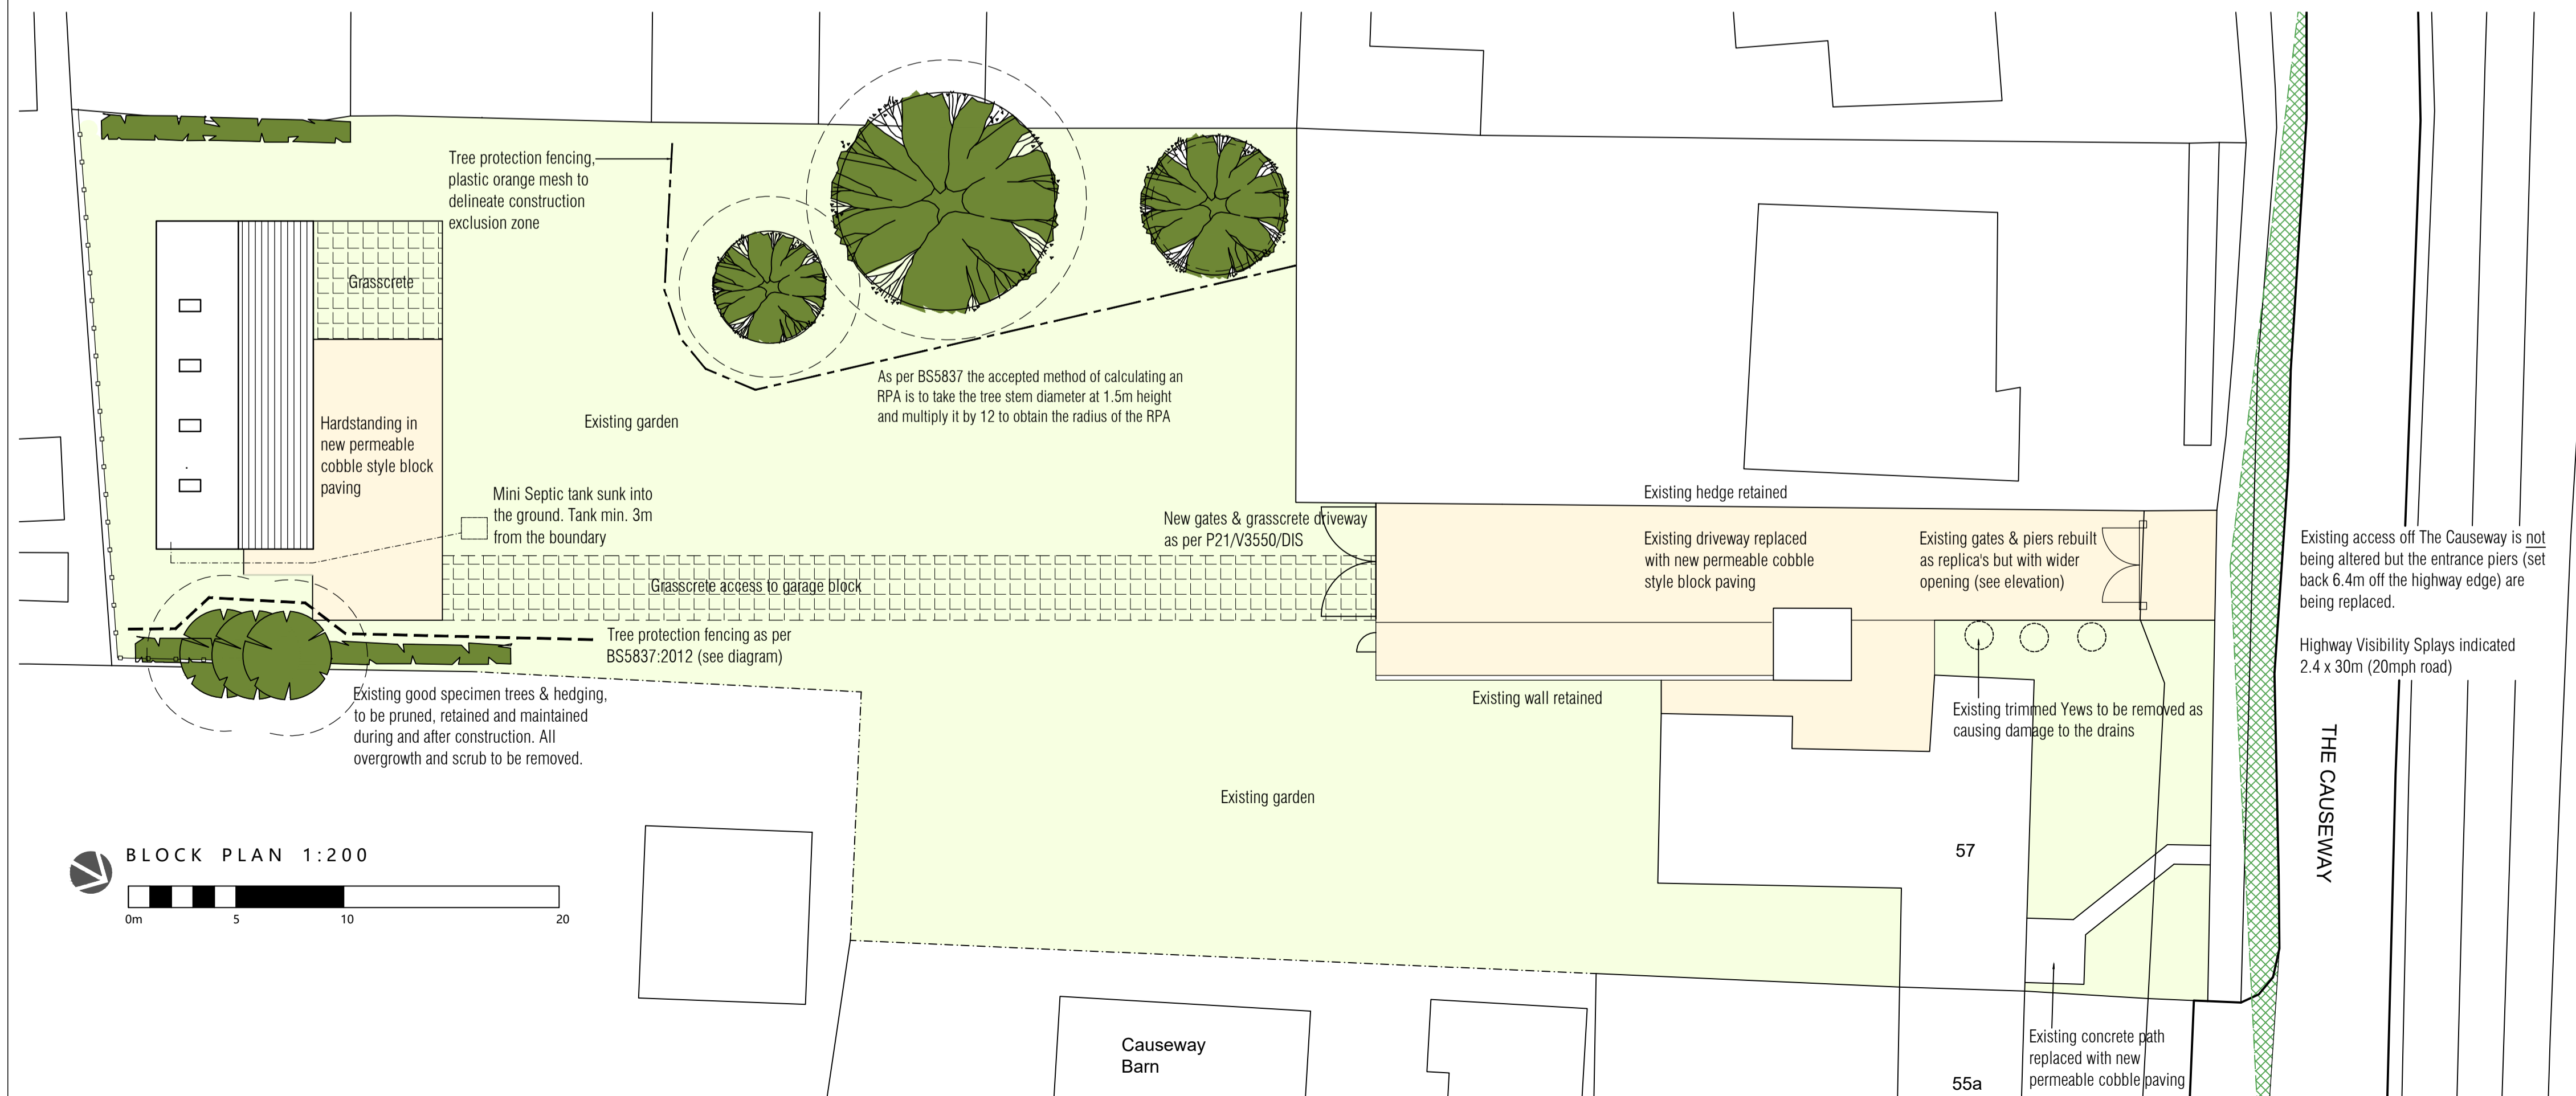 Tree protection fencing,
plastic orange mesh to
delineate construction
exclusion zone
Grasscrete
As per BS5837 the accepted method of calculating an
RPA is to take the tree stem diameter at 1.5m height
and multiply it by 12 to obtain the radius of the RPA
Existing garden
Hardstanding in
new permeable
cobble style block
paving
Mini Septic tank sunk into
the ground. Tank min. 3m
from the boundary
New gates & grasscrete driveway
as per P21/V3550/DIS
Existing hedge retained
Existing driveway replaced
with new permeable cobble
style block paving
Existing gates & piers rebuilt
as replica's but with wider
opening (see elevation)
Existing access off The Causeway is not
being altered but the entrance piers (set
back 6.4m off the highway edge) are
being replaced.
Highway Visibility Splays indicated
2.4 x 30m (20mph road)
Grasscrete access to garage block
Tree protection fencing as per
BS5837:2012 (see diagram)
Existing good specimen trees & hedging,
to be pruned, retained and maintained
during and after construction. All
overgrowth and scrub to be removed.
Existing wall retained
Existing trimmed Yews to be removed as
causing damage to the drains
THE CAUSEWAY
Existing garden
57
BLOCK PLAN 1:200
0m 5 10 20
Causeway
Barn
55a
Existing concrete path
replaced with new
permeable cobble paving